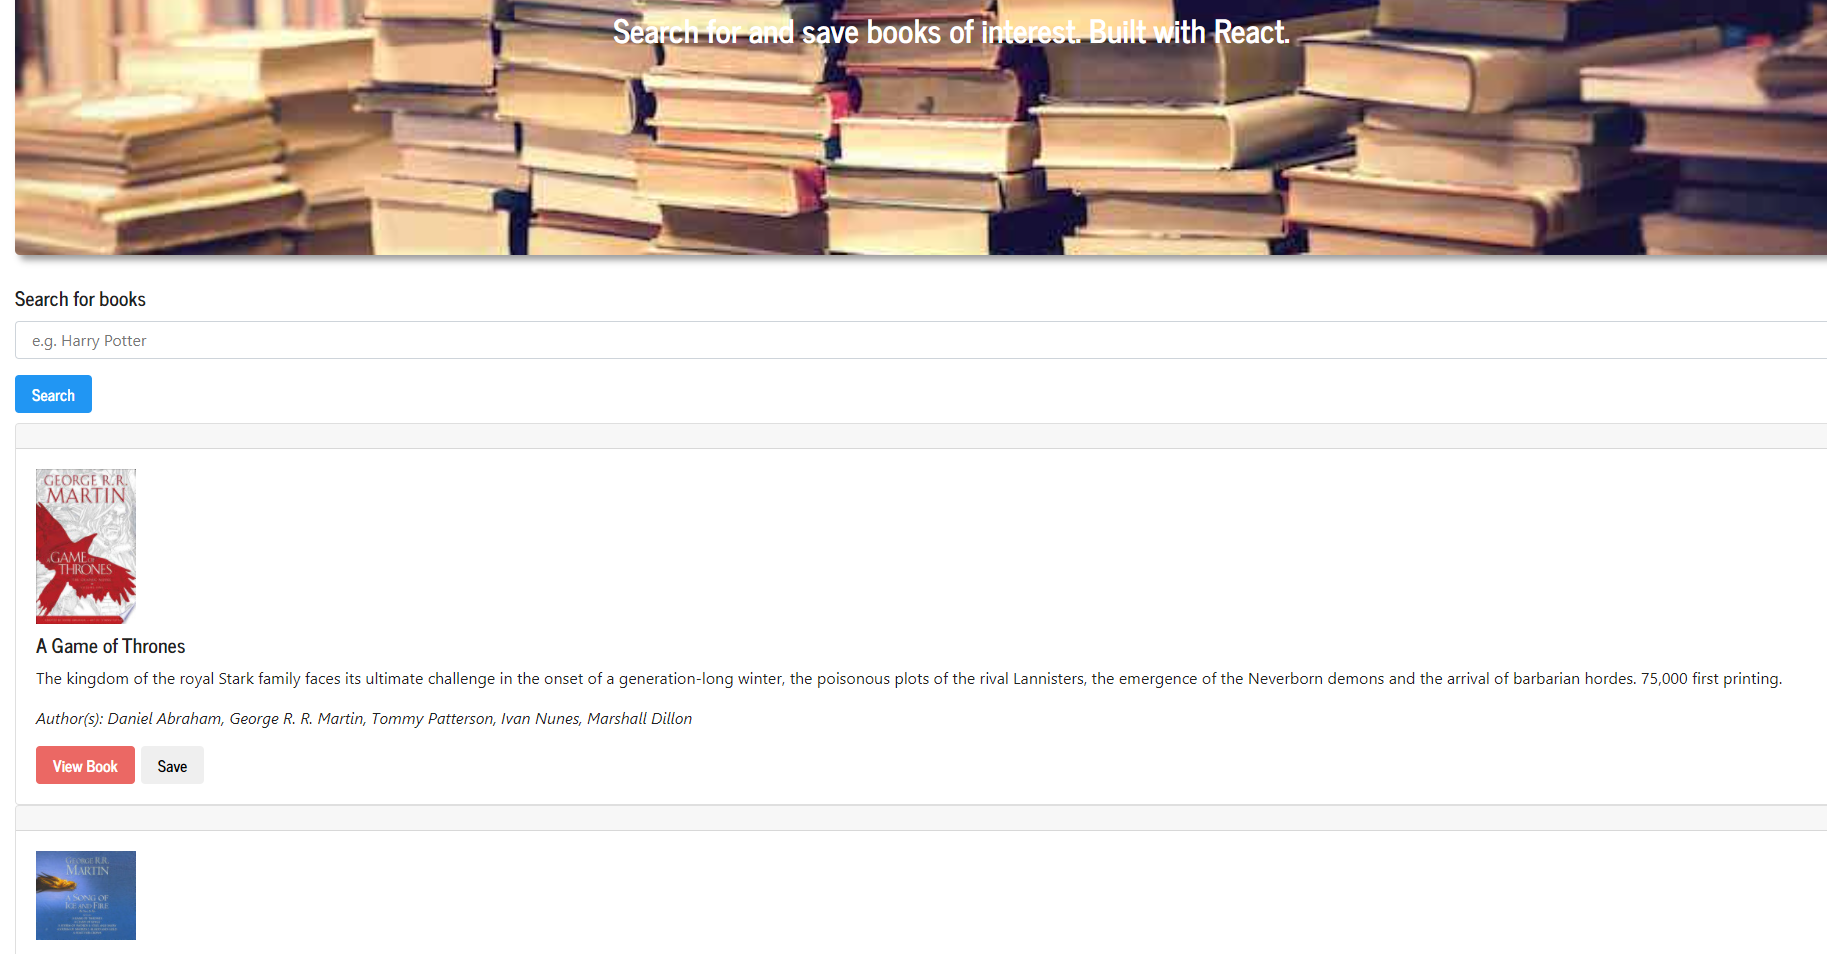 Search for and save books of interest. Built with React.
Search for books
e.g. Harry Potter
Search
GEORGE R.R.
MARTIN
A GAME OF
THRONES
A Game of Thrones
The kingdom of the royal Stark family faces its ultimate challenge in the onset of a generation-long winter, the poisonous plots of the rival Lannisters, the emergence of the Neverborn demons and the arrival of barbarian hordes. 75,000 first printing.
Author(s): Daniel Abraham, George R. R. Martin, Tommy Patterson, Ivan Nunes, Marshall Dillon
View Book
Save
GEORGE R.R.
MARTIN
A SONG OF
ICE AND FIRE